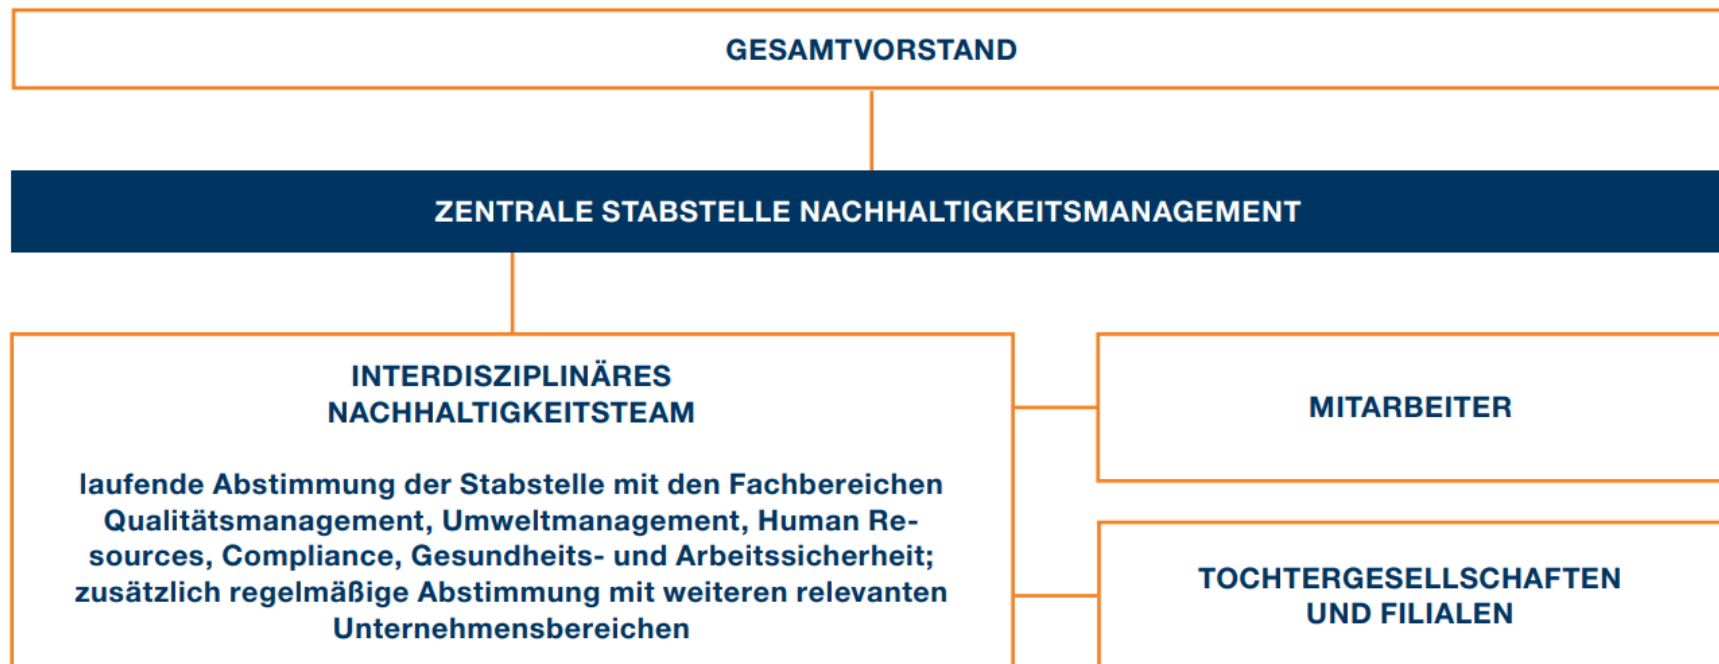 GESAMTVORSTAND
ZENTRALE STABSTELLE NACHHALTIGKEITSMANAGEMENT
INTERDISZIPLINÄRES
NACHHALTIGKEITSTEAM
laufende Abstimmung der Stabstelle mit den Fachbereichen
Qualitätsmanagement, Umweltmanagement, Human Re-
sources, Compliance, Gesundheits- und Arbeitssicherheit;
zusätzlich regelmäßige Abstimmung mit weiteren relevanten
Unternehmensbereichen
MITARBEITER
TOCHTERGESELLSCHAFTEN
UND FILIALEN